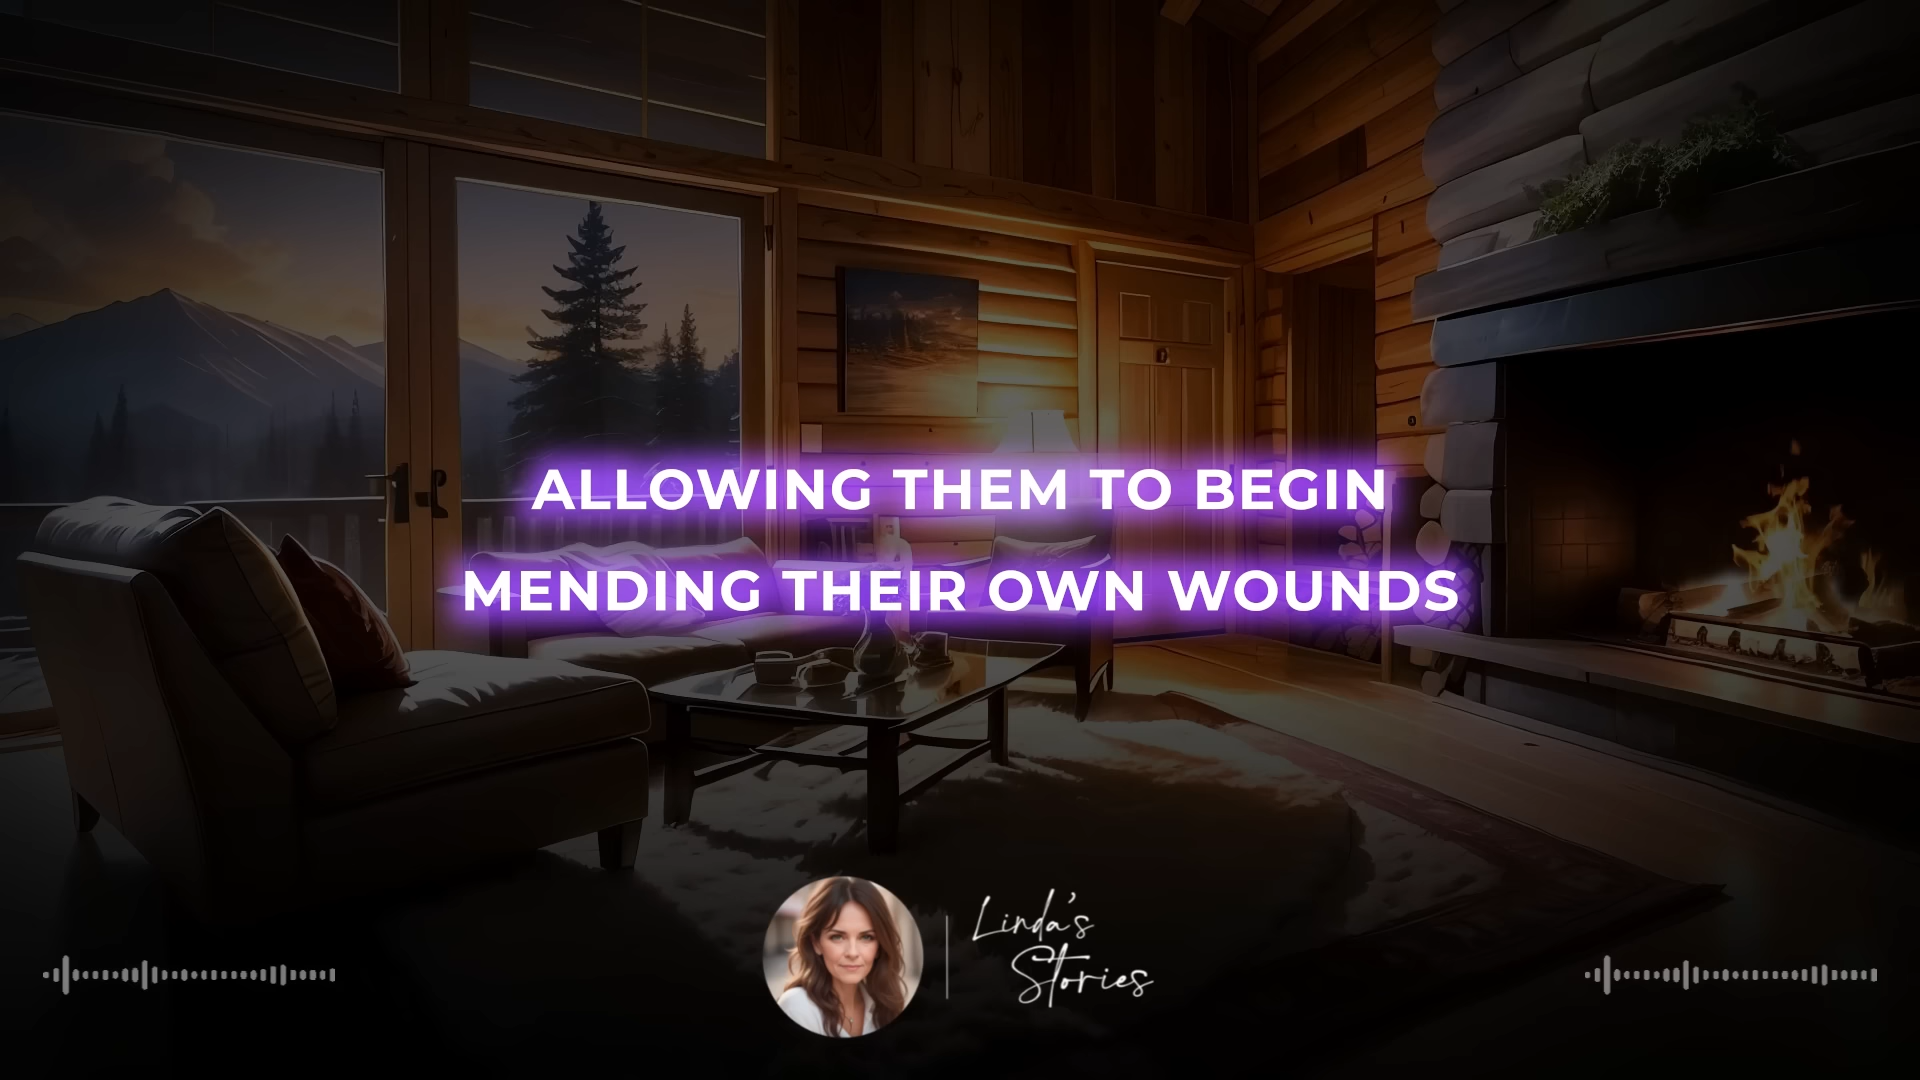 ALLOWING THEM TO BEGIN
MENDING THEIR OWN WOUNDS
Linda's
Stories